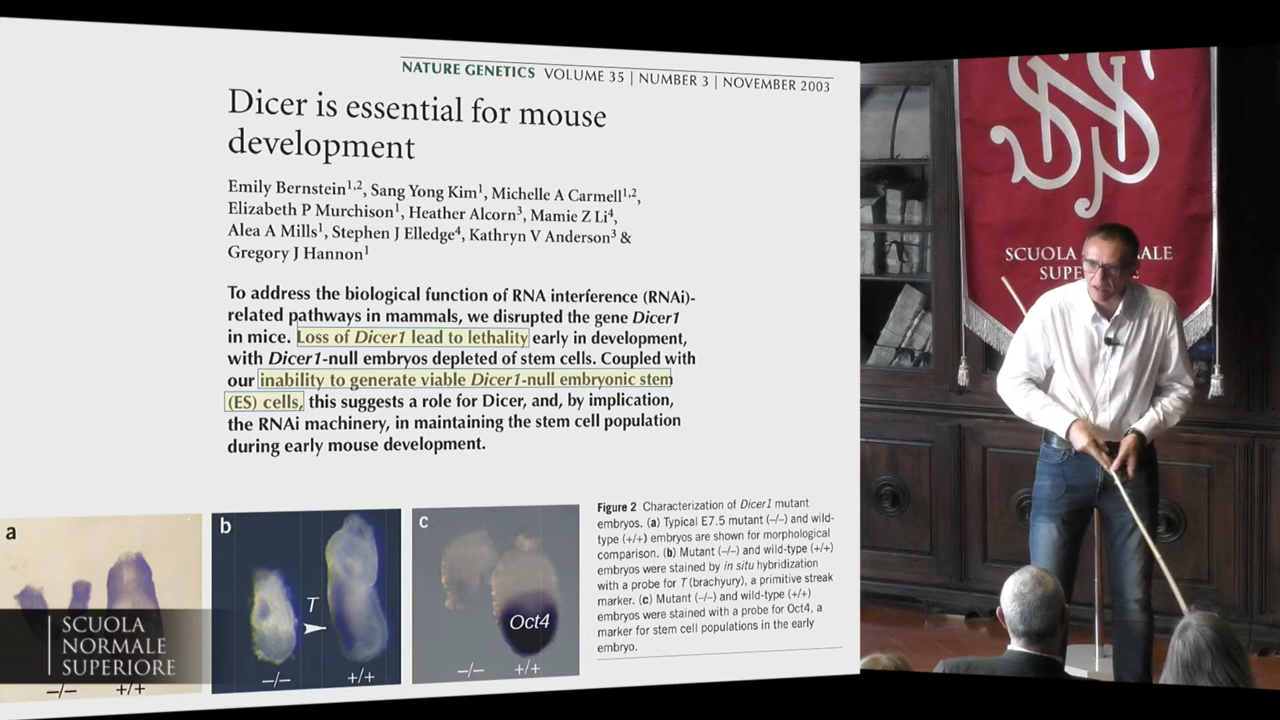 NATURE GENETICS VOLUME 35 | NUMBER 3 | NOVEMBER 2003
Dicer is essential for mouse
development
Emily Bernstein1,2, Sang Yong Kim1, Michelle A Carmell1,2,
Elizabeth P Murchison1, Heather Alcorn3, Mamie Z Li4,
Alea A Mills1, Stephen J Elledge4, Kathryn V Anderson3 &
Gregory J Hannon1
To address the biological function of RNA interference (RNAi)-
related pathways in mammals, we disrupted the gene Dicer1
in mice. Loss of Dicer1 lead to lethality early in development,
with Dicer1-null embryos depleted of stem cells. Coupled with
our inability to generate viable Dicer1-null embryonic stem
(ES) cells, this suggests a role for Dicer, and, by implication,
the RNAi machinery, in maintaining the stem cell population
during early mouse development.
a
–/–
+/+
b
T
–/–
+/+
c
Oct4
–/–
+/+
Figure 2 Characterization of Dicer1 mutant
embryos. (a) Typical E7.5 mutant (–/–) and wild-
type (+/+) embryos are shown for morphological
comparison. (b) Mutant (–/–) and wild-type (+/+)
embryos were stained by in situ hybridization
with a probe for T (brachyury), a primitive streak
marker. (c) Mutant (–/–) and wild-type (+/+)
embryos were stained with a probe for Oct4, a
marker for stem cell populations in the early
embryo.
SCUOLA
NORMALE
SUPERIORE
SNS
SCUOLA ALE
SUPE E